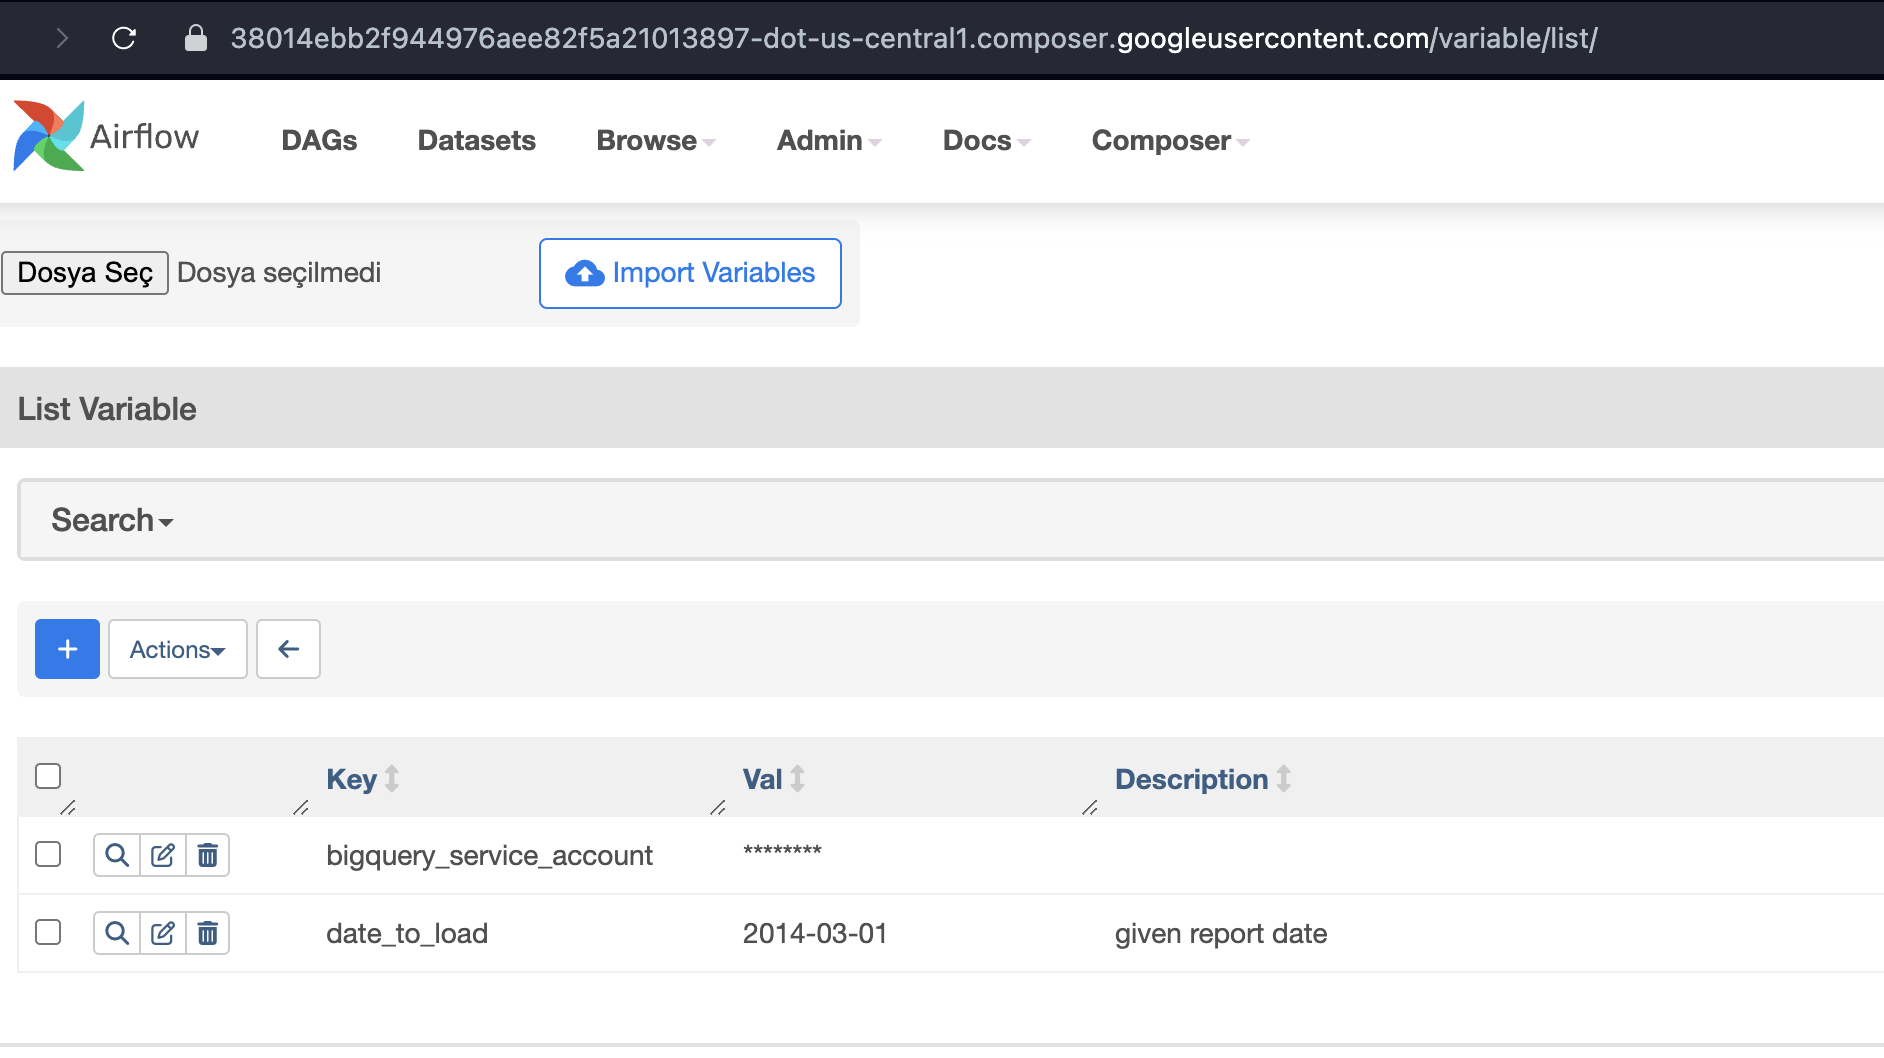 38014ebb2f944976aee82f5a21013897-dot-us-central1.composer.googleusercontent.com/variable/list/
Airflow DAGs Datasets Browse Admin Docs Composer
Dosya Seç Dosya seçilmedi Import Variables
List Variable
Search
+ Actions
Key Val Description
bigquery_service_account ********
date_to_load 2014-03-01 given report date